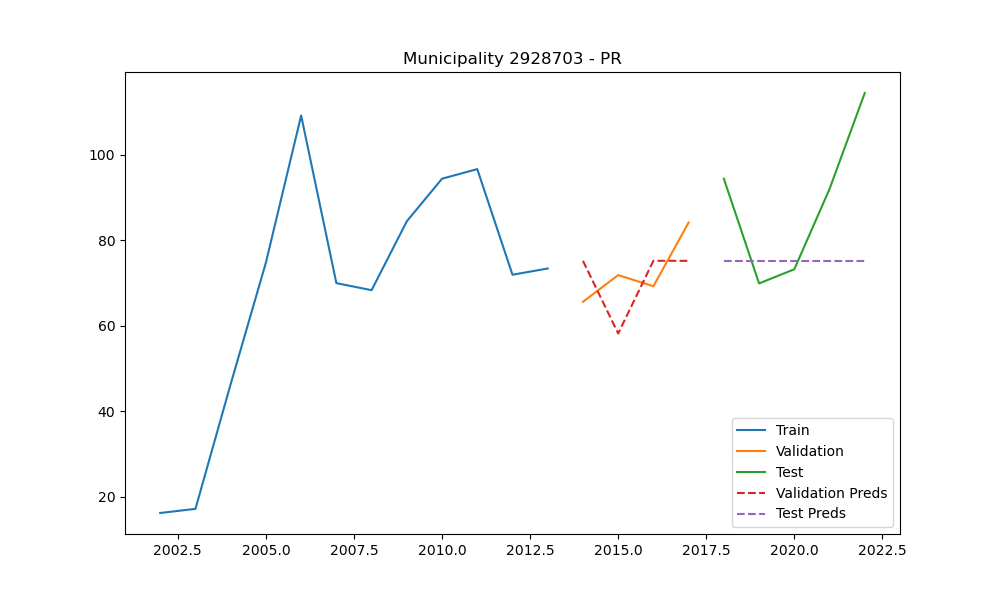 Municipality 2928703 - PR
100
80
60
40
20
2002.5 2005.0 2007.5 2010.0 2012.5 2015.0 2017.5 2020.0 2022.5
Train
Validation
Test
Validation Preds
Test Preds